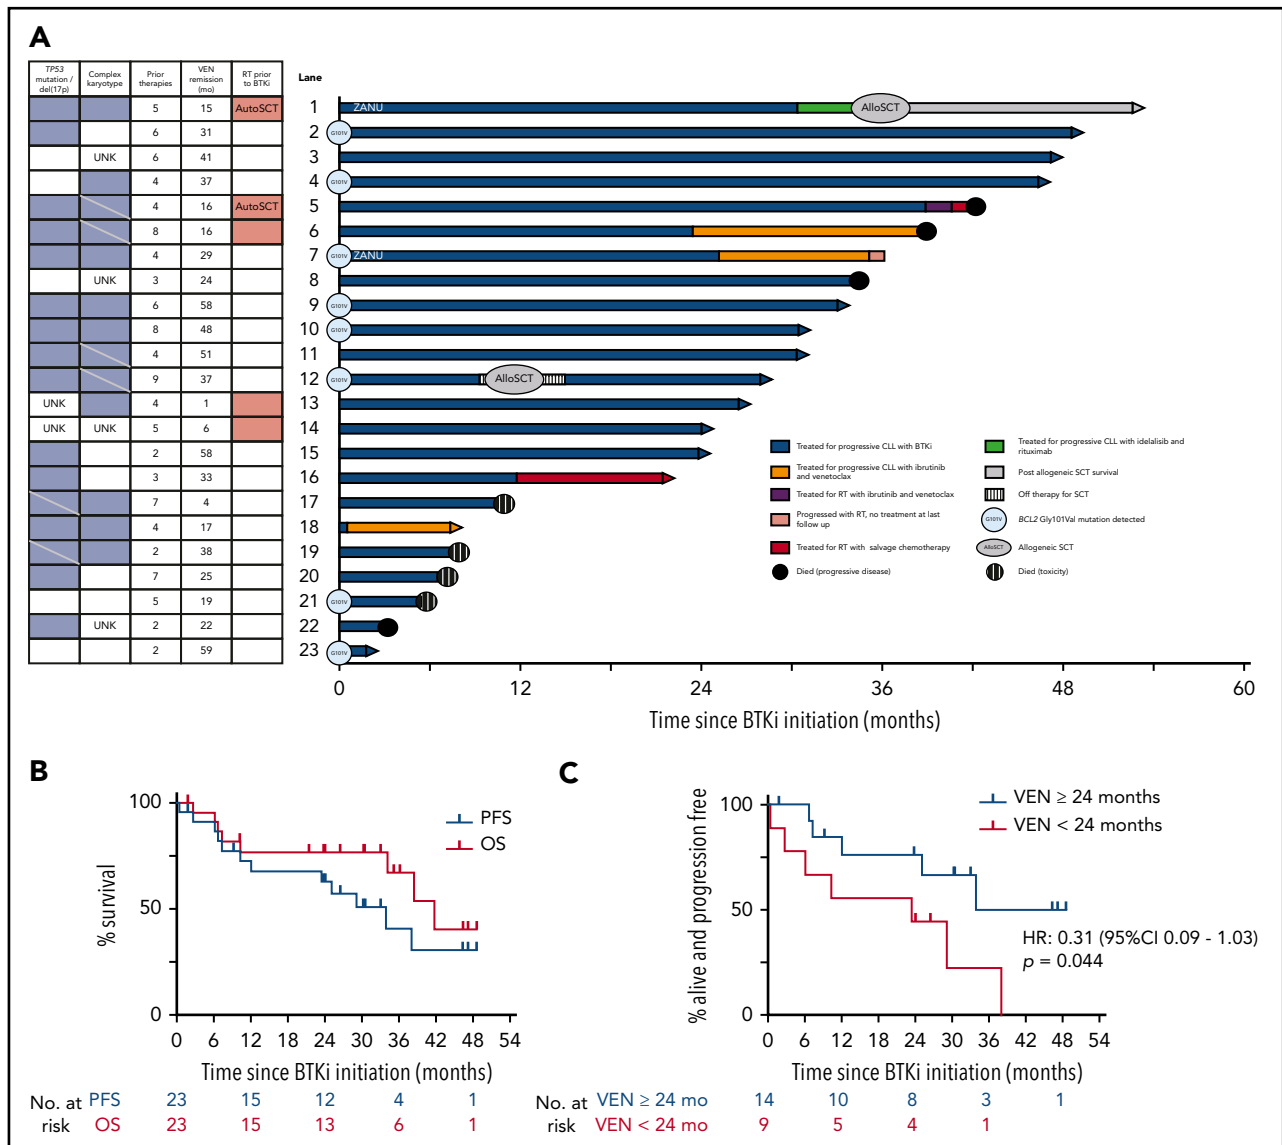 A
TP53 mutation / del(17p) Complex karyotype Prior therapies VEN remission (mo) RT prior to BTKi Lane
5 15 AutoSCT 1 ZANU AlloSCT
6 31 2 G101V
UNK 6 41 3
4 37 4 G101V
4 16 AutoSCT 5
8 16 6
4 29 7 G101V ZANU
UNK 3 24 8
6 58 9 G101V
8 48 10 G101V
4 51 11
9 37 12 G101V AlloSCT
UNK 4 1 13
UNK UNK 5 6 14
2 58 15
3 33 16
7 4 17
4 17 18
2 38 19
7 25 20
5 19 21 G101V
UNK 2 22 22
2 59 23 G101V
Treated for progressive CLL with BTKi
Treated for progressive CLL with ibrutinib
and venetoclax
Treated for RT with ibrutinib and venetoclax
Progressed with RT, no treatment at last
follow up
Treated for RT with salvage chemotherapy
Died (progressive disease)
Treated for progressive CLL with idelalisib and
rituximab
Post allogeneic SCT survival
Off therapy for SCT
G101V BCL2 Gly101Val mutation detected
AlloSCT Allogeneic SCT
Died (toxicity)
0 12 24 36 48 60
Time since BTKi initiation (months)
B
% survival
100
50
0
PFS
OS
0 6 12 18 24 30 36 42 48 54
Time since BTKi initiation (months)
No. at risk
PFS 23 15 12 4 1
OS 23 15 13 6 1
C
% alive and progression free
100
50
0
VEN ≥ 24 months
VEN < 24 months
HR: 0.31 (95%CI 0.09 - 1.03)
p = 0.044
0 6 12 18 24 30 36 42 48 54
Time since BTKi initiation (months)
No. at risk
VEN ≥ 24 mo 14 10 8 3 1
VEN < 24 mo 9 5 4 1